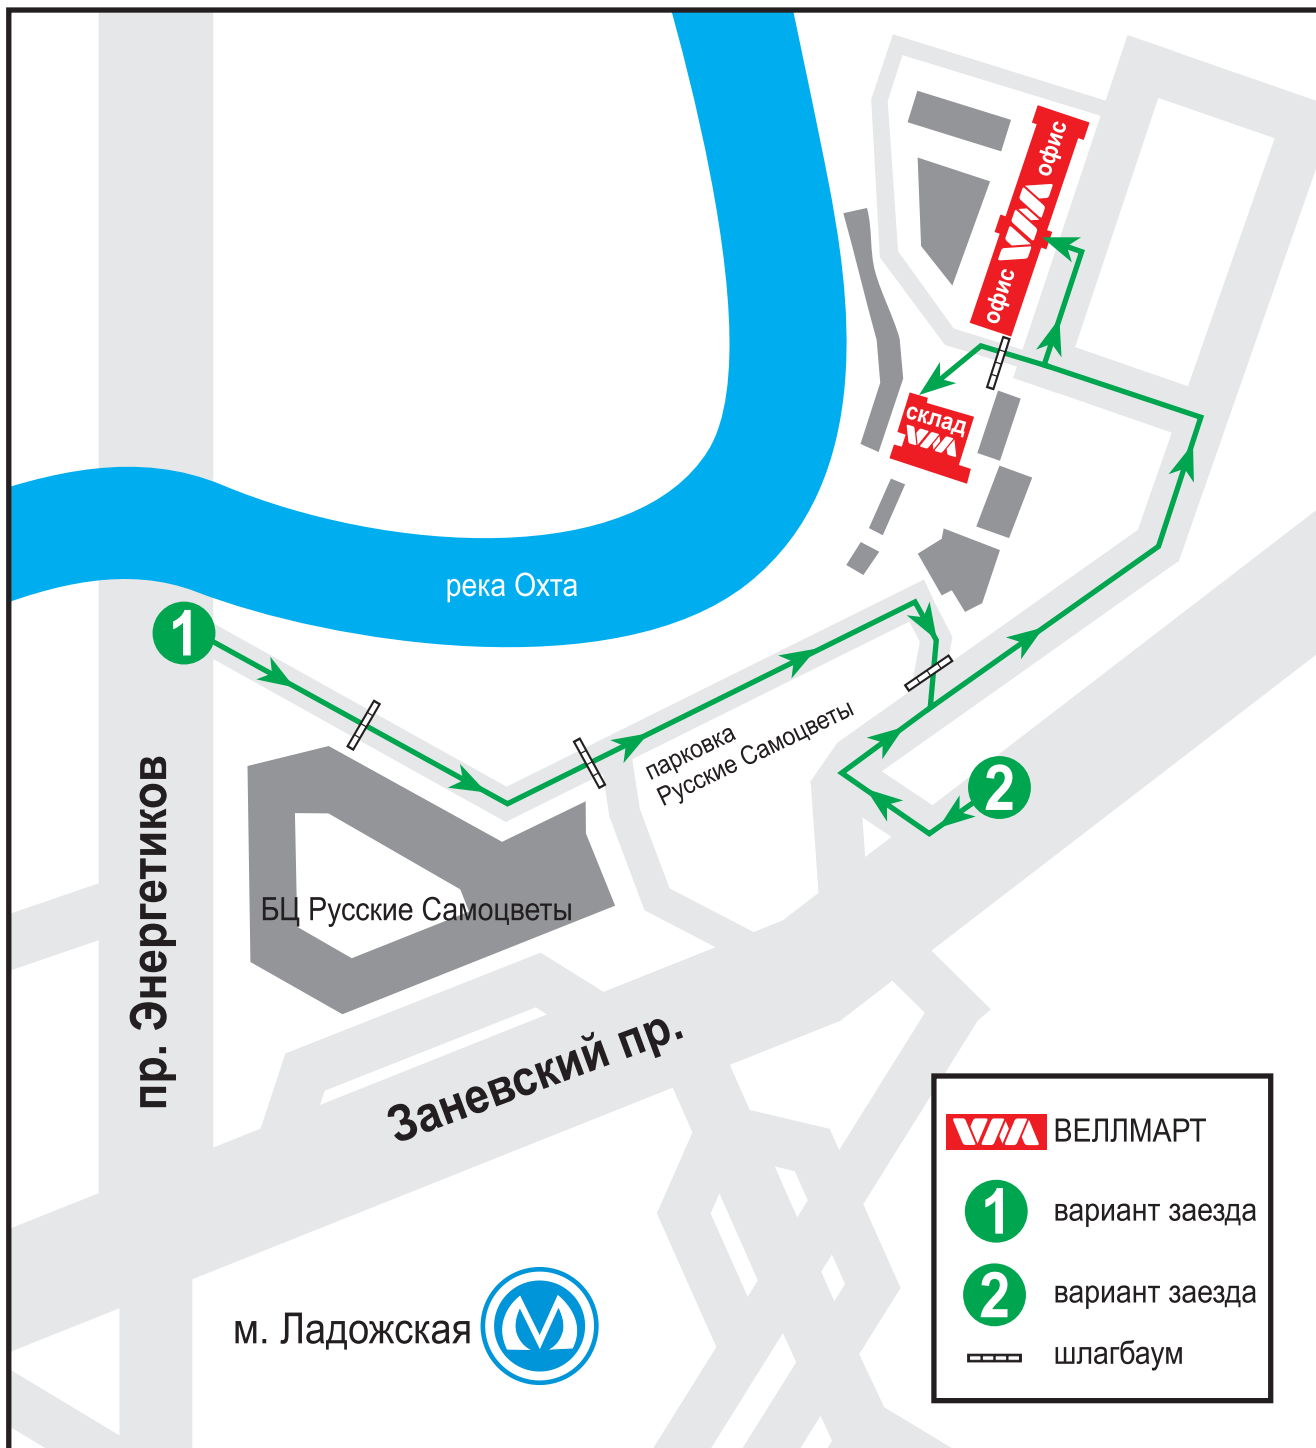 офис
офис
склад
река Охта
1
парковка
Русские Самоцветы
2
пр. Энергетиков
БЦ Русские Самоцветы
Заневский пр.
м. Ладожская
ВЕЛЛМАРТ
1 вариант заезда
2 вариант заезда
шлагбаум